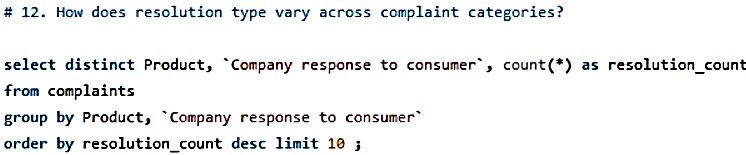 # 12. How does resolution type vary across complaint categories?
select distinct Product, `Company response to consumer`, count(*) as resolution_count
from complaints
group by Product, `Company response to consumer`
order by resolution_count desc limit 10 ;